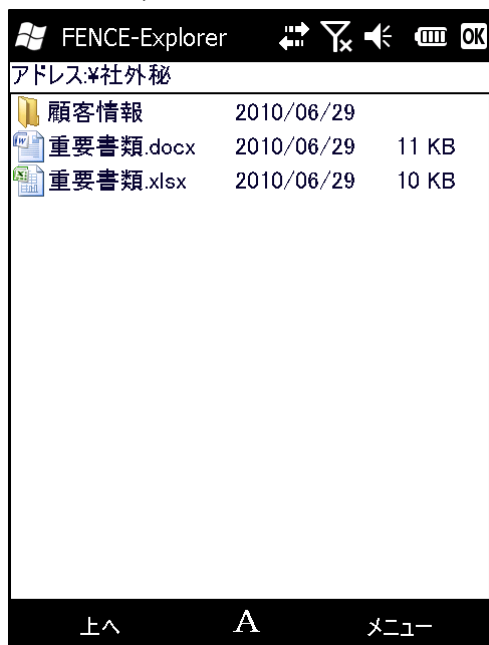 FENCE-Explorer OK
アドレス:¥社外秘
顧客情報 2010/06/29
重要書類.docx 2010/06/29 11 KB
重要書類.xlsx 2010/06/29 10 KB
上へ A メニュー